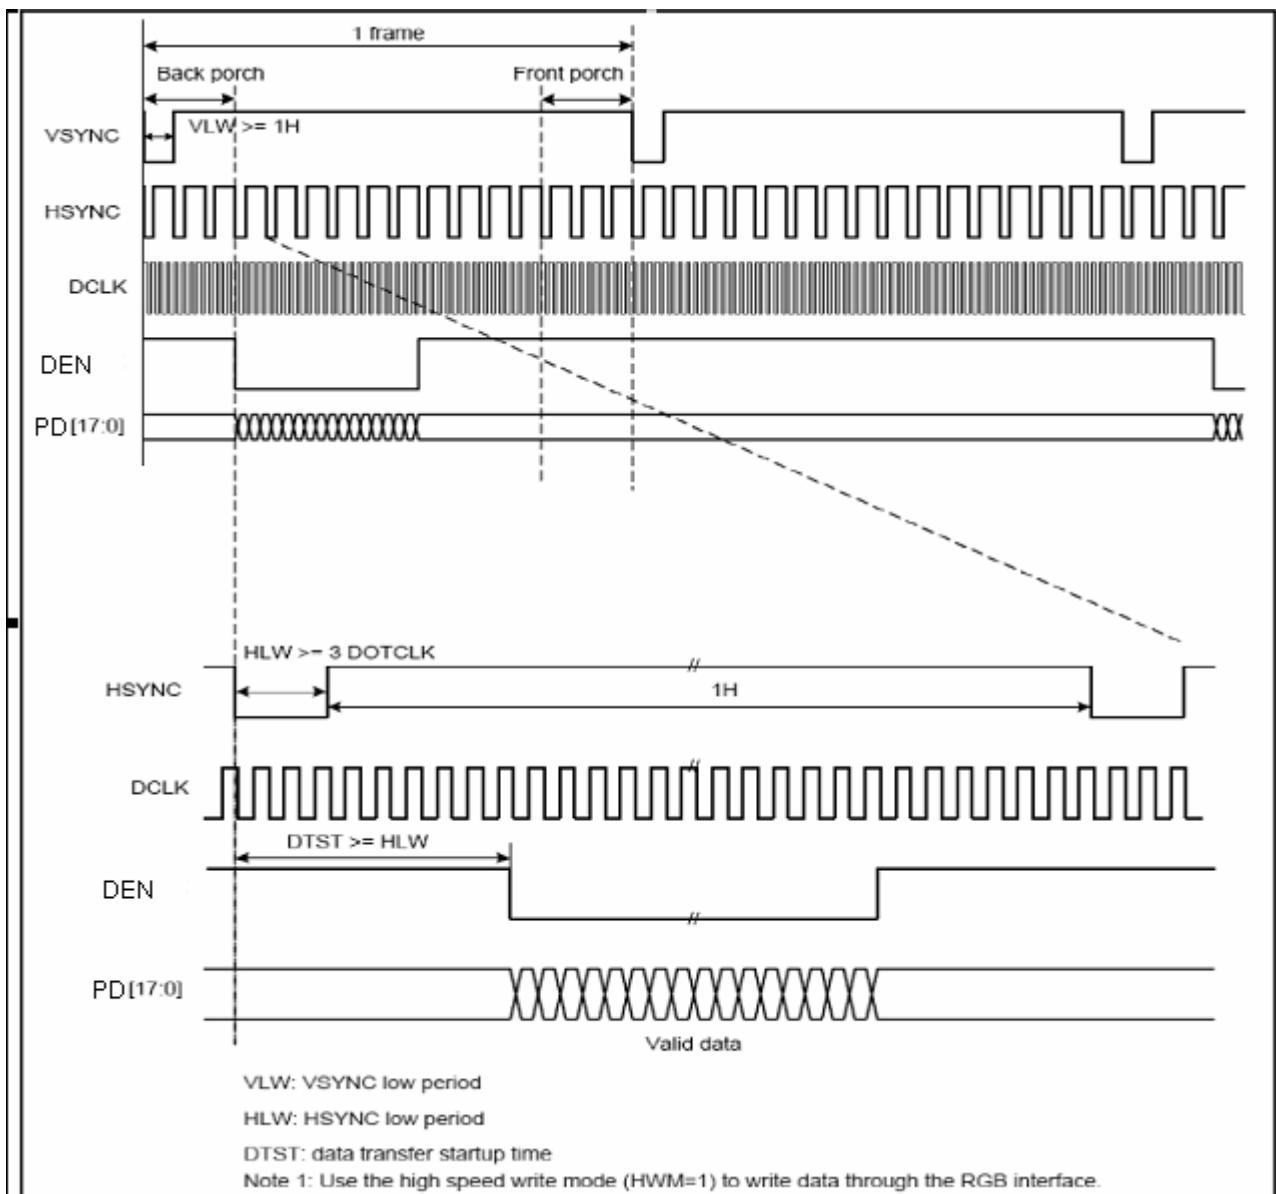 1 frame
Back porch Front porch
VLW >= 1H
VSYNC
HSYNC
DCLK
DEN
PD[17:0]
HLW >= 3 DOTCLK
HSYNC
1H
DCLK
DTST >= HLW
DEN
PD[17:0]
Valid data
VLW: VSYNC low period
HLW: HSYNC low period
DTST: data transfer startup time
Note 1: Use the high speed write mode (HWM=1) to write data through the RGB interface.